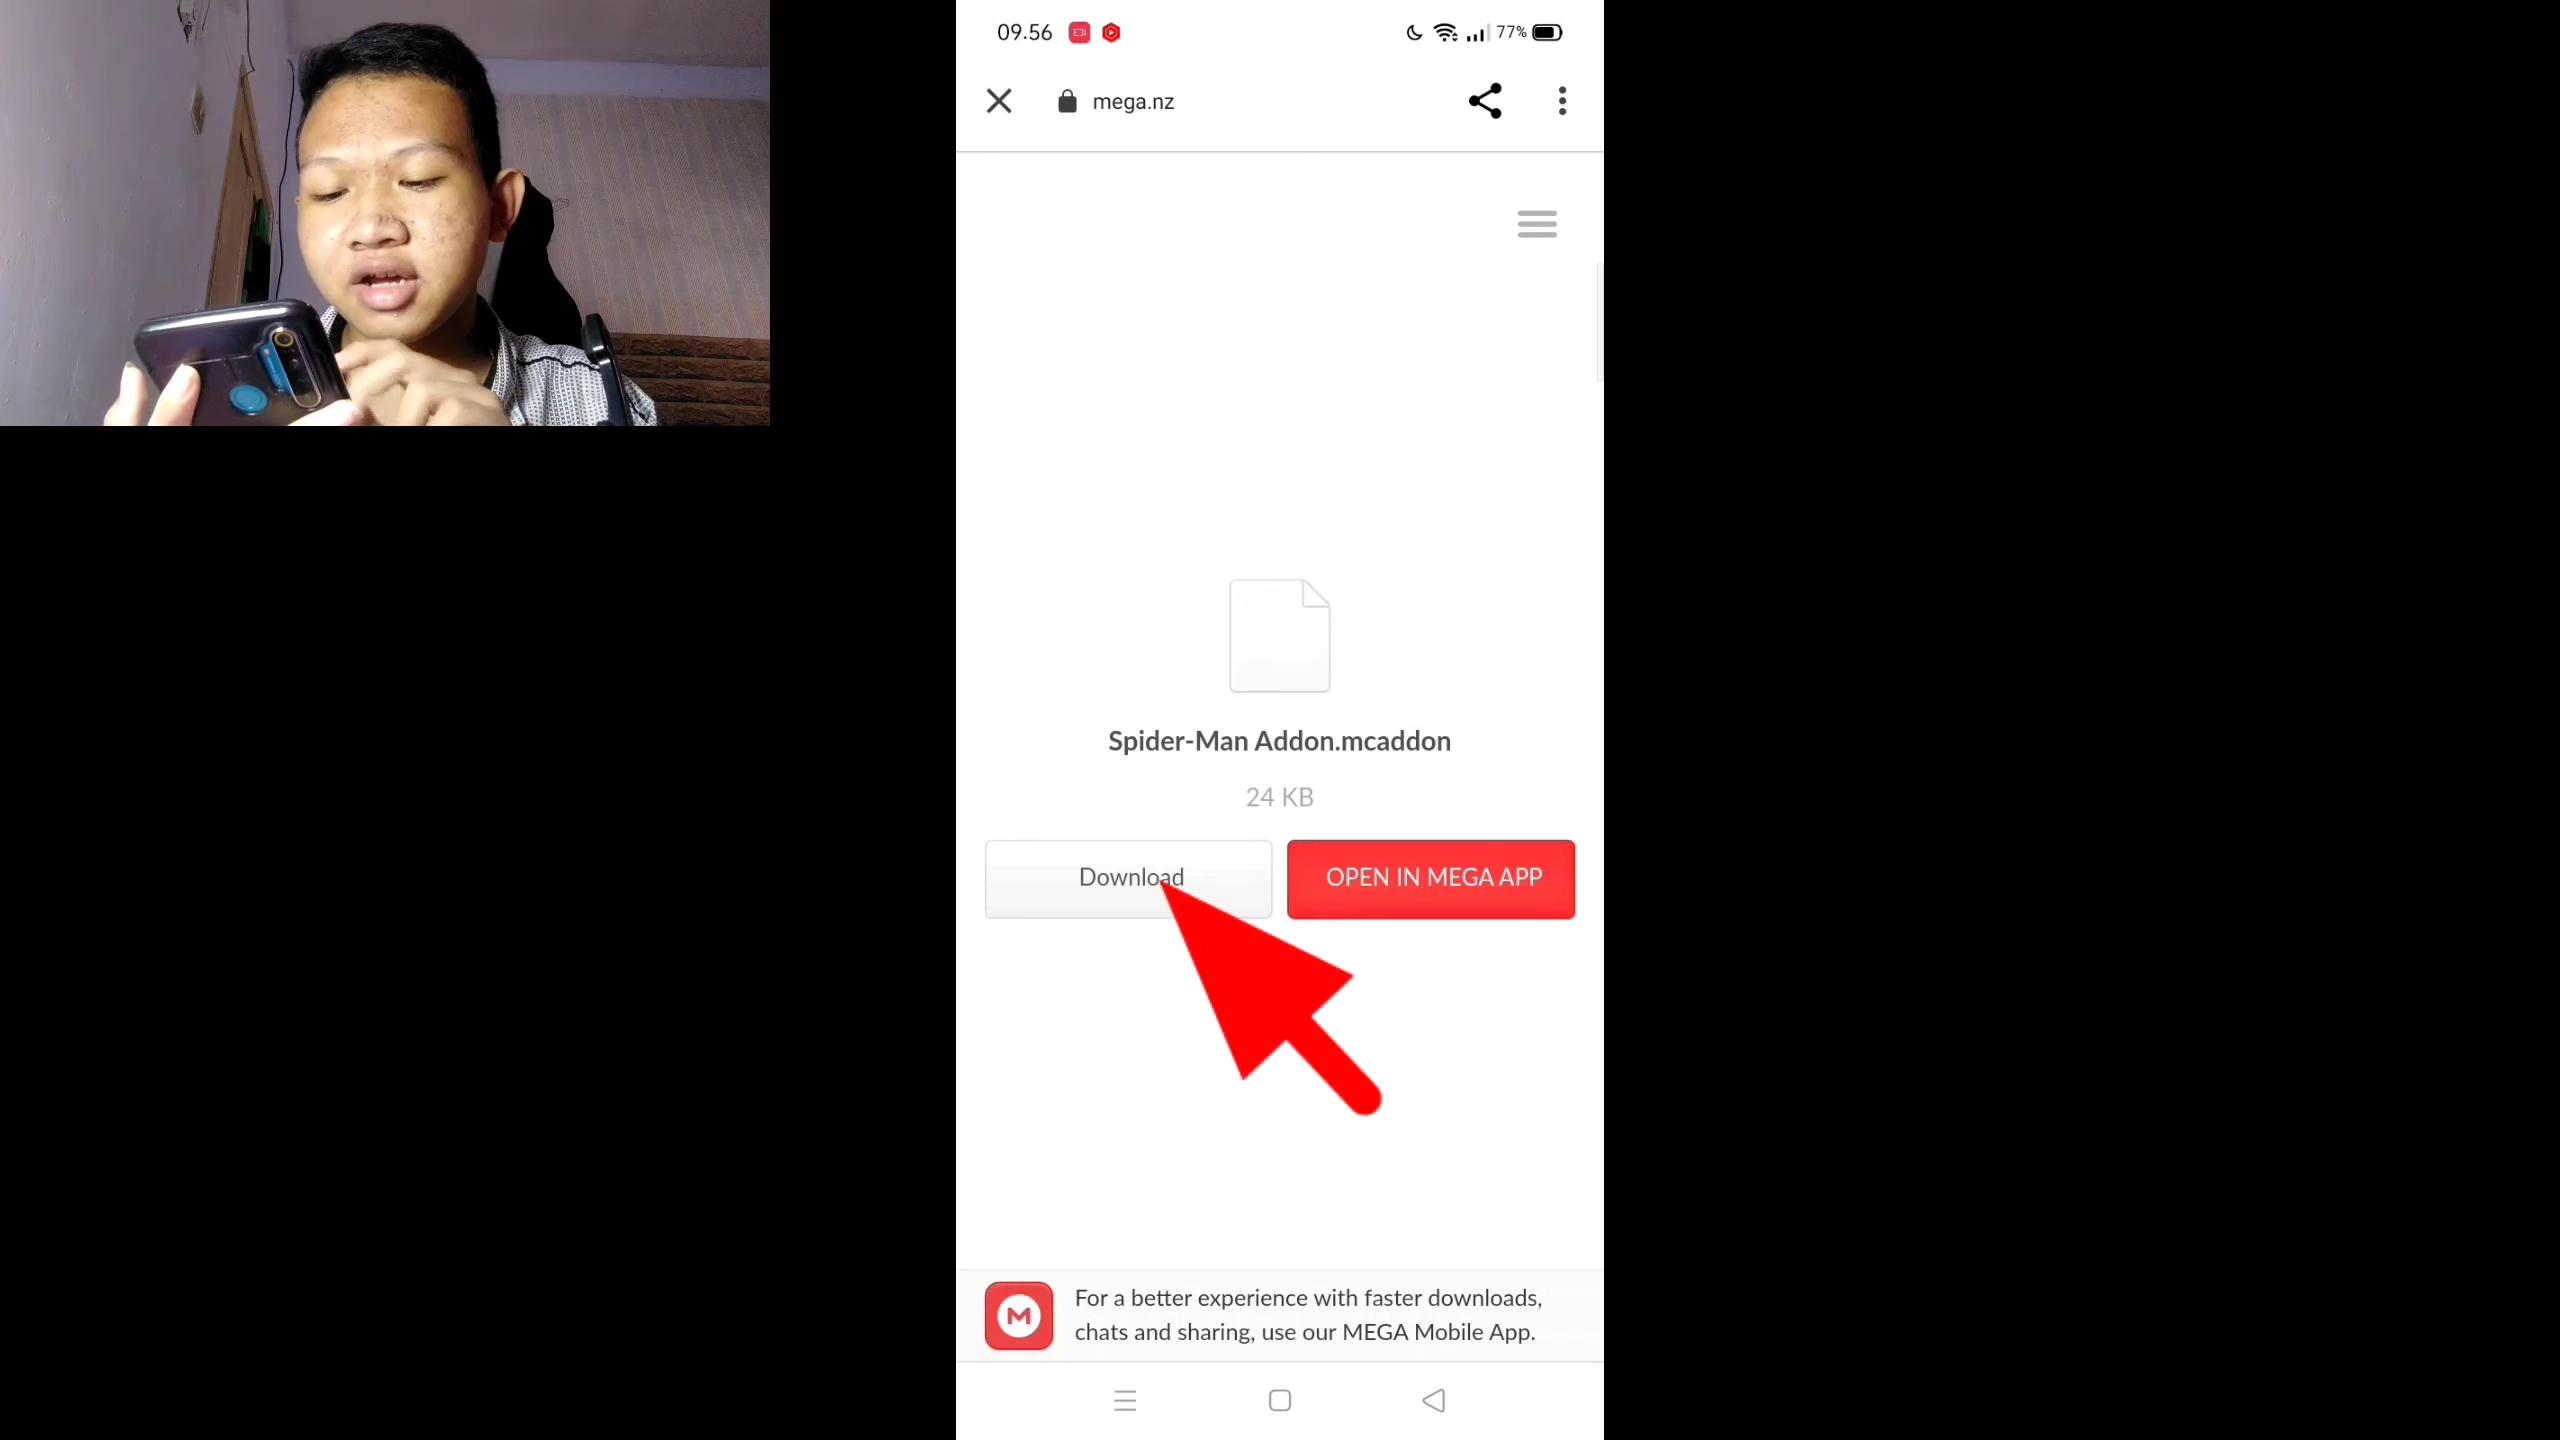 09.56
77%
mega.nz
Spider-Man Addon.mcaddon
24 KB
Download
OPEN IN MEGA APP
M
For a better experience with faster downloads,
chats and sharing, use our MEGA Mobile App.